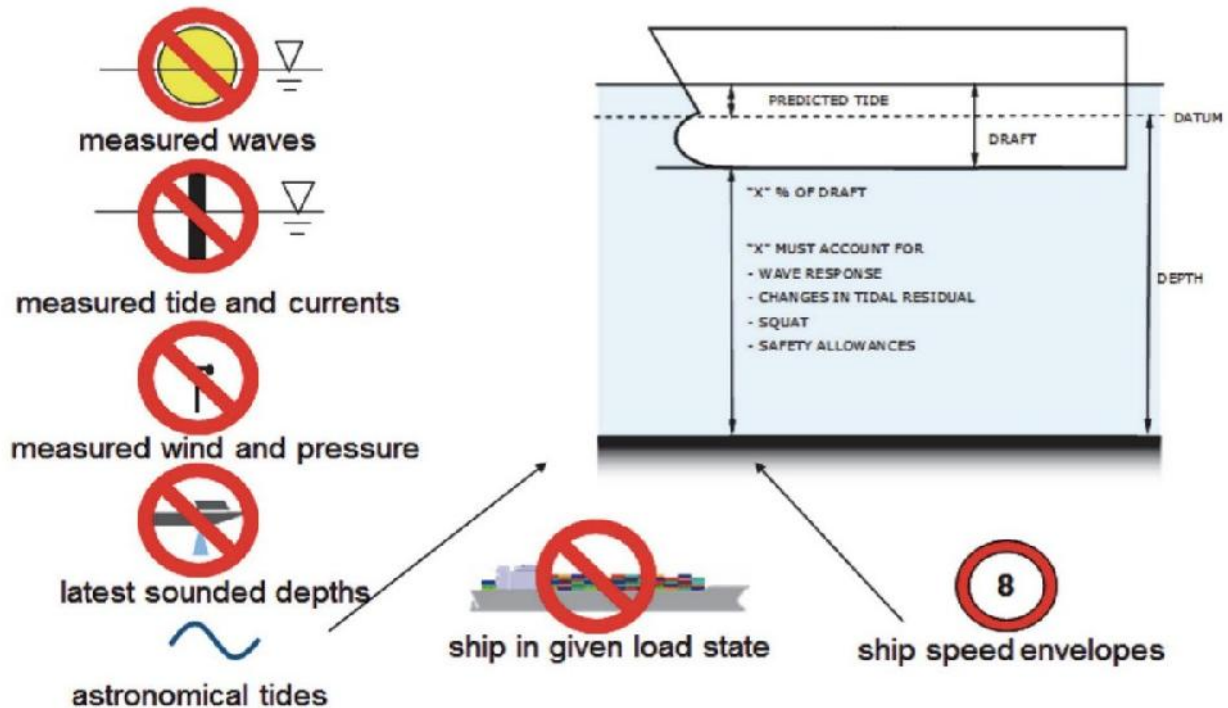 measured waves
measured tide and currents
measured wind and pressure
latest sounded depths
astronomical tides
PREDICTED TIDE
DATUM
DRAFT
"X" % OF DRAFT
"X" MUST ACCOUNT FOR
- WAVE RESPONSE
- CHANGES IN TIDAL RESIDUAL
- SQUAT
- SAFETY ALLOWANCES
DEPTH
ship in given load state
8
ship speed envelopes